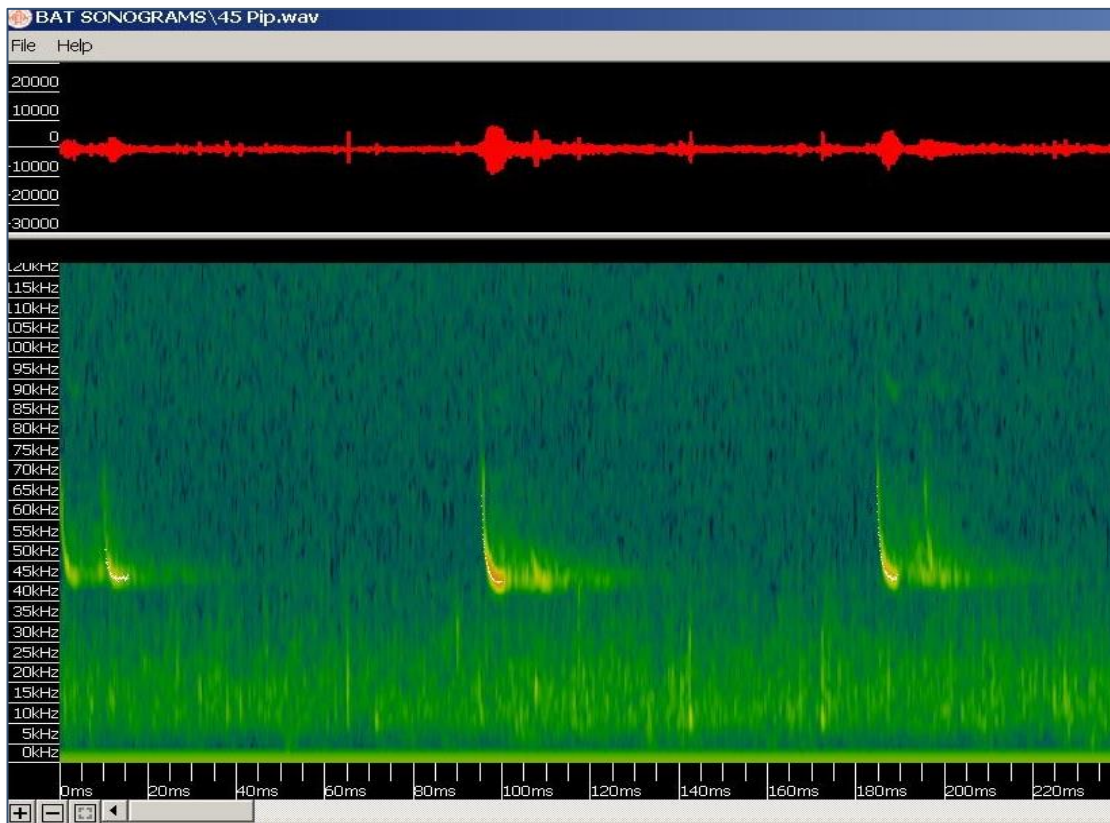 BAT SONOGRAMS\45 Pip.wav
File Help
20000
10000
0
-10000
-20000
-30000
120kHz
115kHz
110kHz
105kHz
100kHz
95kHz
90kHz
85kHz
80kHz
75kHz
70kHz
65kHz
60kHz
55kHz
50kHz
45kHz
40kHz
35kHz
30kHz
25kHz
20kHz
15kHz
10kHz
5kHz
0kHz
0ms 20ms 40ms 60ms 80ms 100ms 120ms 140ms 160ms 180ms 200ms 220ms